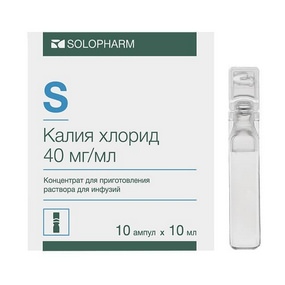 SOLOPHARM
S
Калия хлорид
40 мг/мл
Концентрат для приготовления
раствора для инфузий
10 ампул x 10 мл